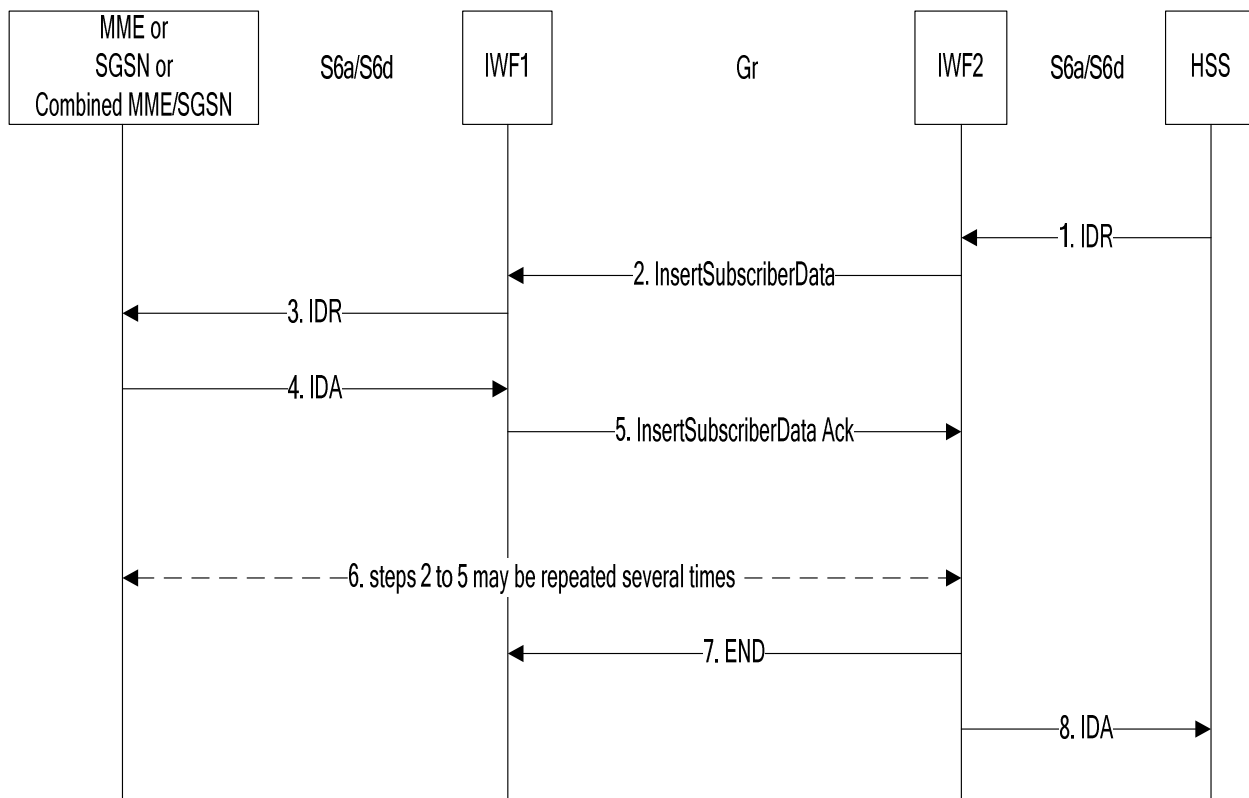 MME or
SGSN or
Combined MME/SGSN
S6a/S6d
IWF1
Gr
IWF2
S6a/S6d
HSS
1. IDR
2. InsertSubscriberData
3. IDR
4. IDA
5. InsertSubscriberData Ack
6. steps 2 to 5 may be repeated several times
7. END
8. IDA